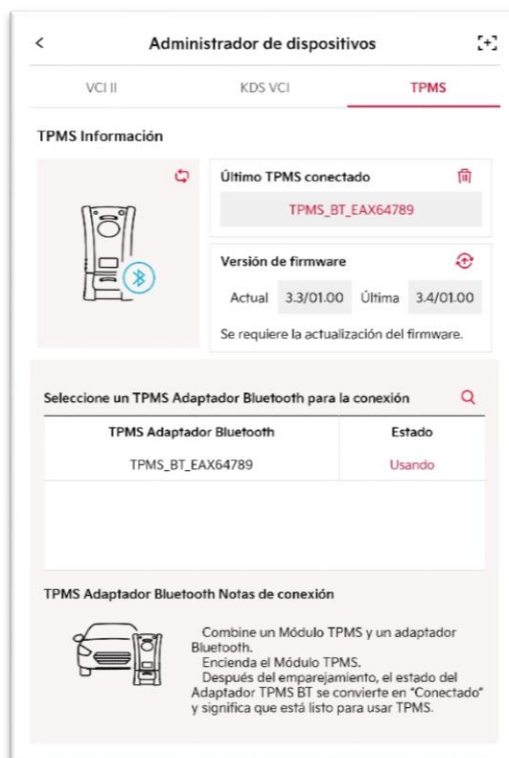 Administrador de dispositivos
VCI II
KDS VCI
TPMS
TPMS Información
Último TPMS conectado
TPMS_BT_EAX64789
Versión de firmware
Actual 3.3/01.00 Última 3.4/01.00
Se requiere la actualización del firmware.
Seleccione un TPMS Adaptador Bluetooth para la conexión
TPMS Adaptador Bluetooth Estado
TPMS_BT_EAX64789 Usando
TPMS Adaptador Bluetooth Notas de conexión
Combine un Módulo TPMS y un adaptador
Bluetooth.
Encienda el Módulo TPMS.
Después del emparejamiento, el estado del
Adaptador TPMS BT se convierte en “Conectado”
y significa que está listo para usar TPMS.